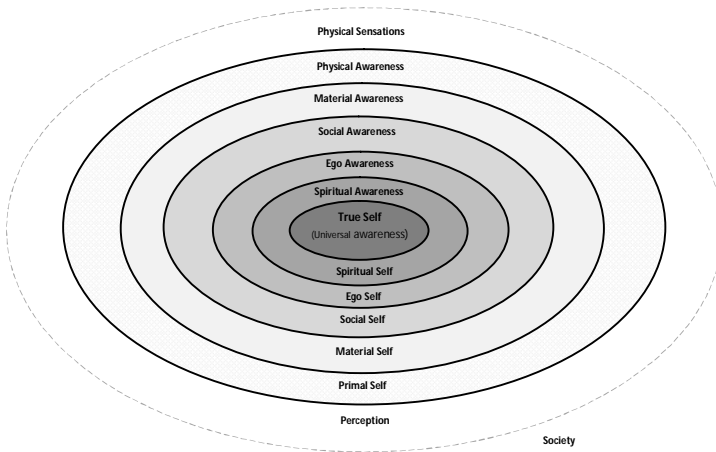 Physical Sensations
Physical Awareness
Material Awareness
Social Awareness
Ego Awareness
Spiritual Awareness
True Self
(Universal awareness)
Spiritual Self
Ego Self
Social Self
Material Self
Primal Self
Perception
Society